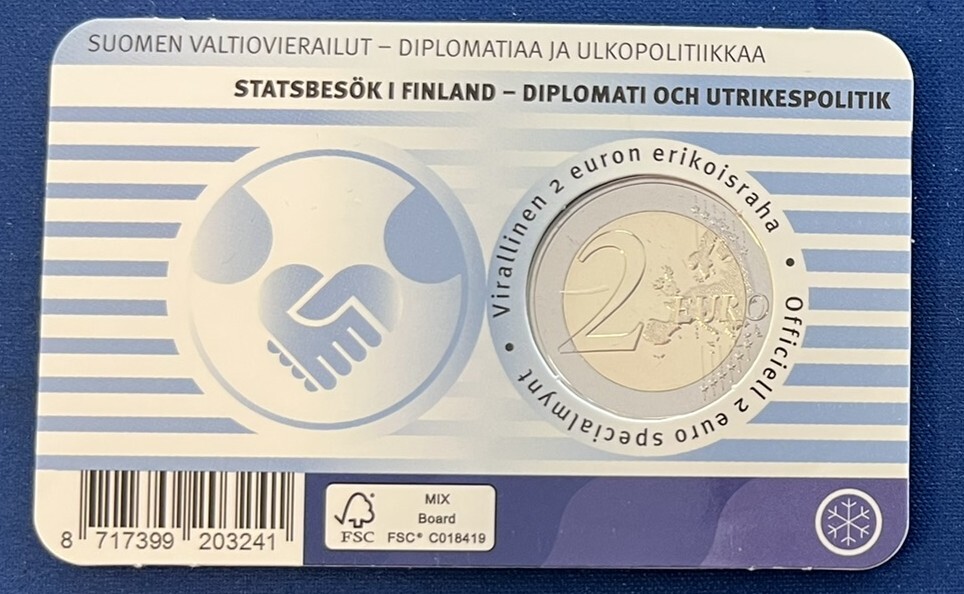 SUOMEN VALTIOVIERAILUT – DIPLOMATIAA JA ULKOPOLITIIKKAA
STATSBESÖK I FINLAND – DIPLOMATI OCH UTRIKESPOLITIK
Virallinen 2 euron erikoisraha
• Officiell 2 euro specialmynt •
2 EURO
8 717399 203241
FSC
MIX
Board
FSC® C018419